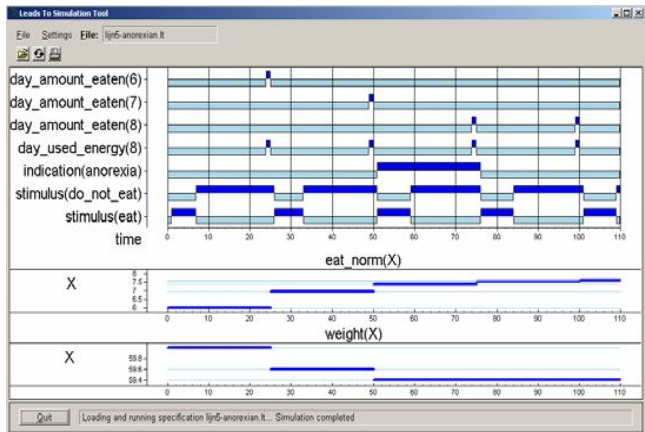 Leads To Simulation Tool
File Settings File: lijn5-anorexian.lt
day_amount_eaten(6)
day_amount_eaten(7)
day_amount_eaten(8)
day_used_energy(8)
indication(anorexia)
stimulus(do_not_eat)
stimulus(eat)
time 0 10 20 30 40 50 60 70 80 90 100 110
eat_norm(X)
X
8
7.5
7
6.5
6
0 10 20 30 40 50 60 70 80 90 100 110
weight(X)
X
59.8
59.6
59.4
0 10 20 30 40 50 60 70 80 90 100 110
Quit Loading and running specification lijn5-anorexian.lt... Simulation completed